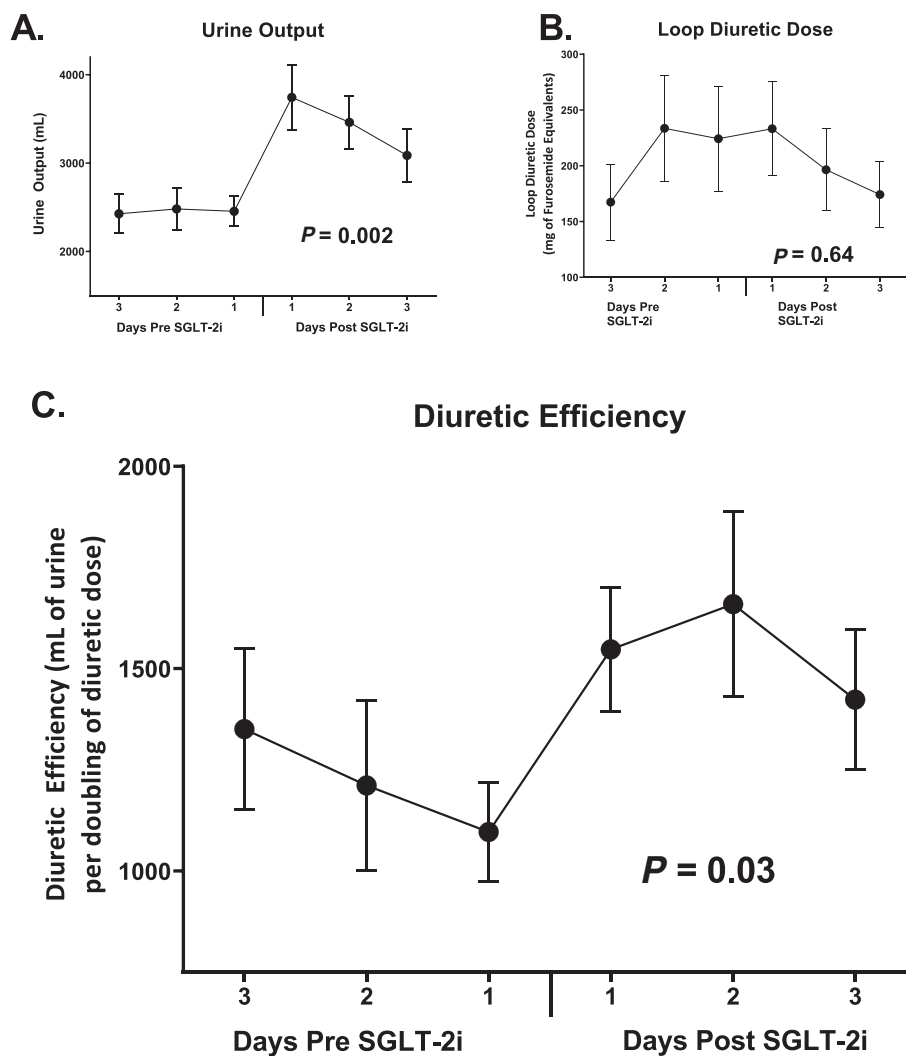 A.
Urine Output
Urine Output (mL)
4000
3000
2000
P = 0.002
3 2 1 1 2 3
Days Pre SGLT-2i Days Post SGLT-2i
B.
Loop Diuretic Dose
Loop Diuretic Dose
(mg of Furosemide Equivalents)
300
250
200
150
100
P = 0.64
3 2 1 1 2 3
Days Pre
SGLT-2i
Days Post
SGLT-2i
C.
Diuretic Efficiency
Diuretic Efficiency (mL of urine
per doubling of diuretic dose)
2000
1500
1000
P = 0.03
3 2 1 1 2 3
Days Pre SGLT-2i Days Post SGLT-2i